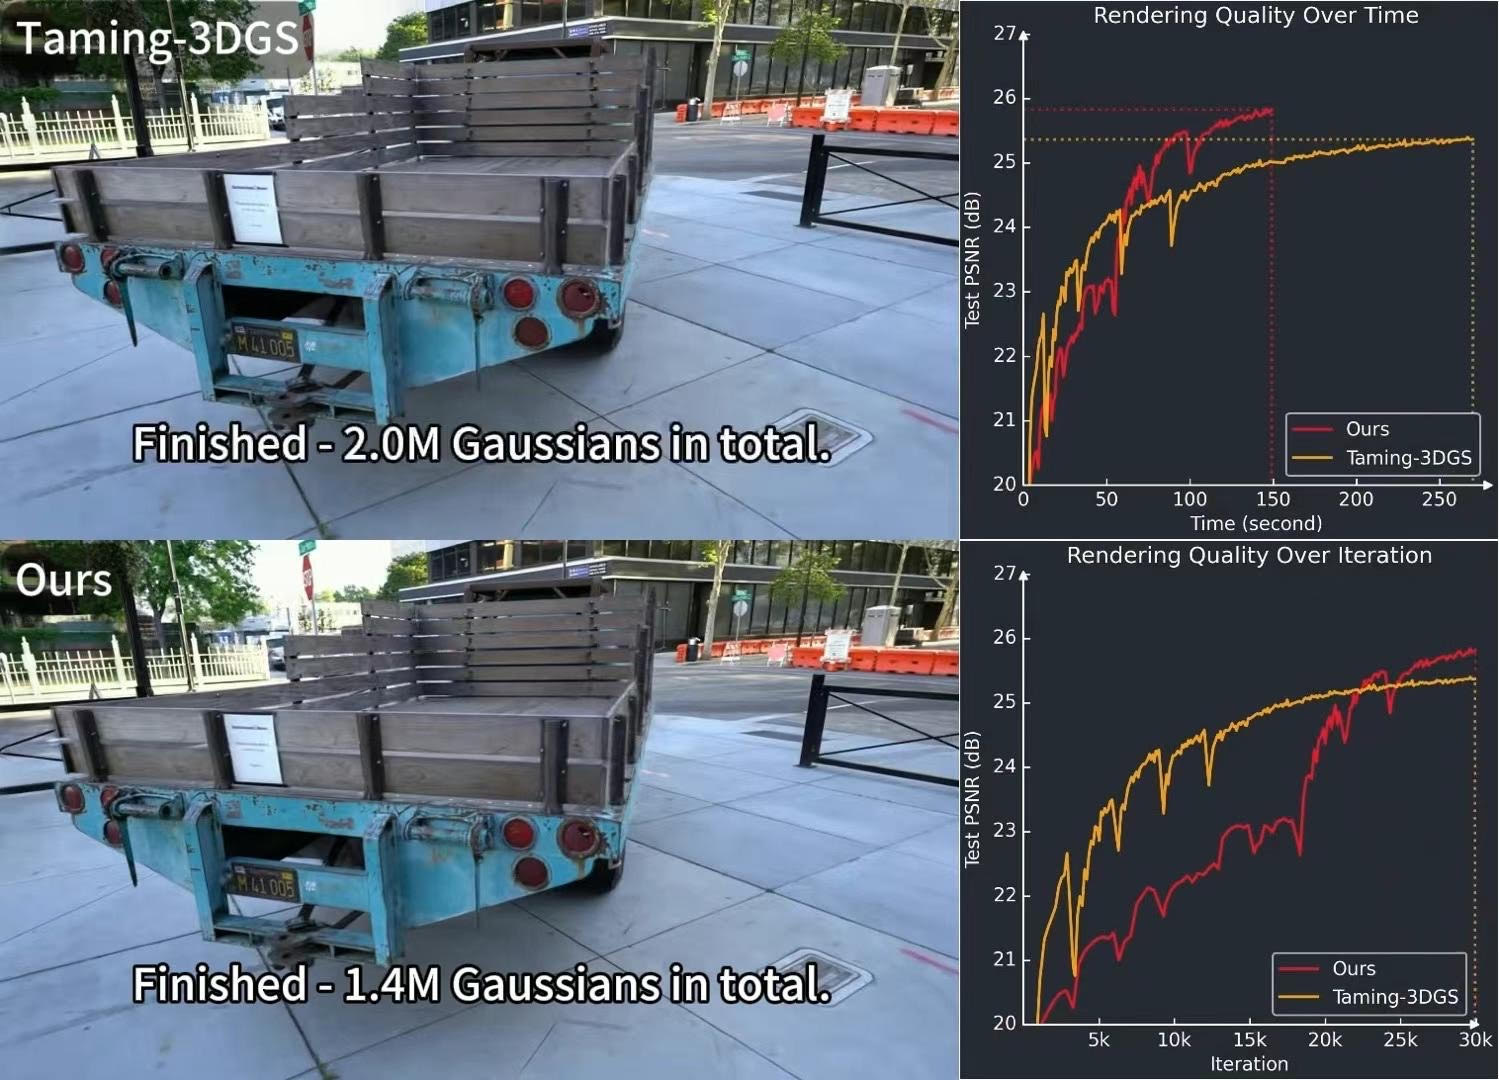 Taming-3DGS
M 41005
Finished - 2.0M Gaussians in total.
Rendering Quality Over Time
27
26
25
24
23
22
21
20
Test PSNR (dB)
0 50 100 150 200 250
Time (second)
Ours
Taming-3DGS
Ours
STOP
M 41005
Finished - 1.4M Gaussians in total.
Rendering Quality Over Iteration
27
26
25
24
23
22
21
20
Test PSNR (dB)
5k 10k 15k 20k 25k 30k
Iteration
Ours
Taming-3DGS